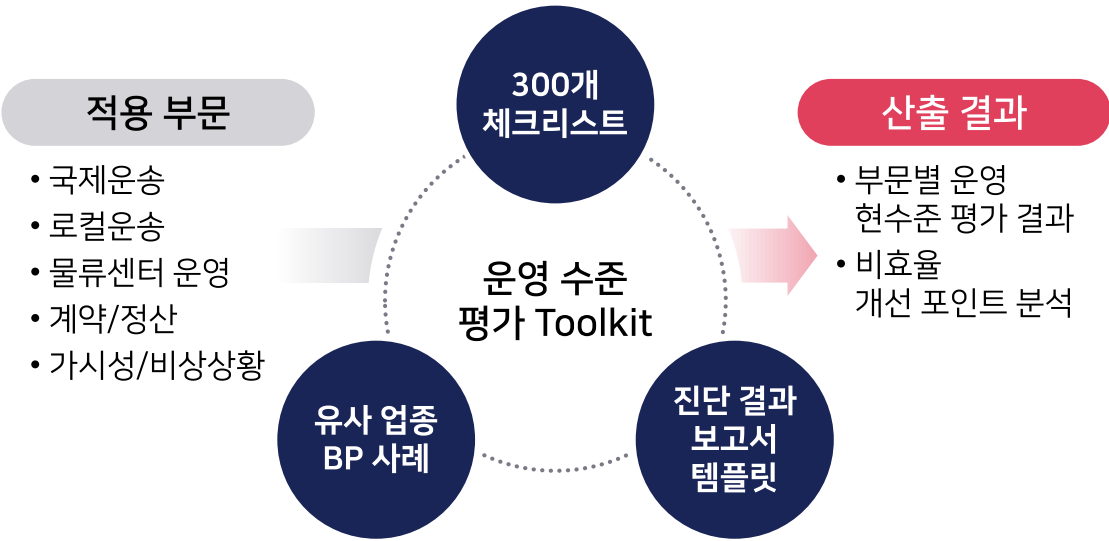 적용 부문
• 국제운송
• 로컬운송
• 물류센터 운영
• 계약/정산
• 가시성/비상상황
300개
체크리스트
운영 수준
평가 Toolkit
유사 업종
BP 사례
진단 결과
보고서
템플릿
산출 결과
• 부문별 운영
현수준 평가 결과
• 비효율
개선 포인트 분석